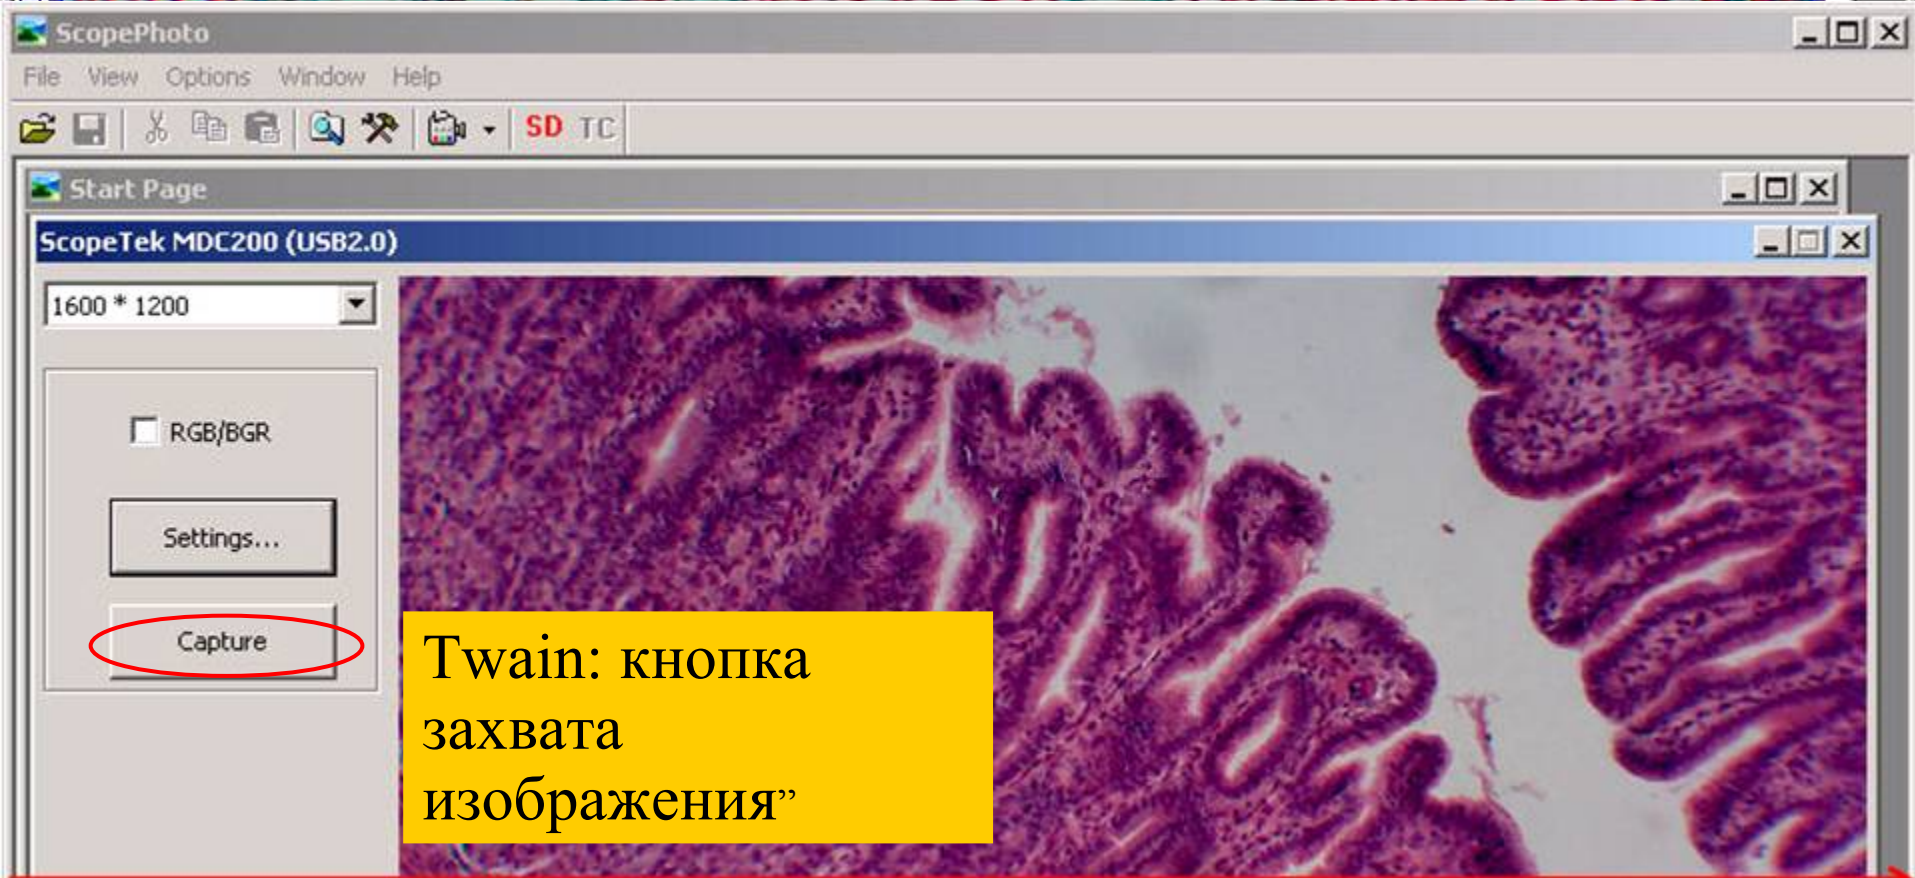 ScopePhoto
File View Options Window Help
SD TC
Start Page
ScopeTek MDC200 (USB2.0)
1600 * 1200
RGB/BGR
Settings...
Capture
Twain: кнопка
захвата
изображения”